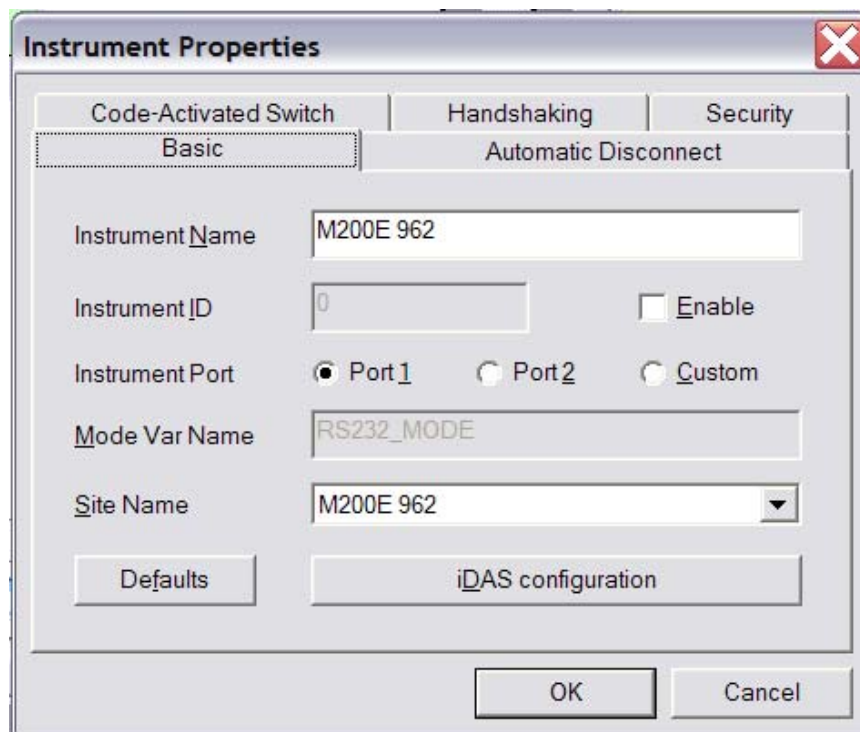 Instrument Properties
Code-Activated Switch Handshaking Security
Basic Automatic Disconnect
Instrument Name M200E 962
Instrument ID 0 Enable
Instrument Port Port 1 Port 2 Custom
Mode Var Name RS232_MODE
Site Name M200E 962
Defaults iDAS configuration
OK Cancel